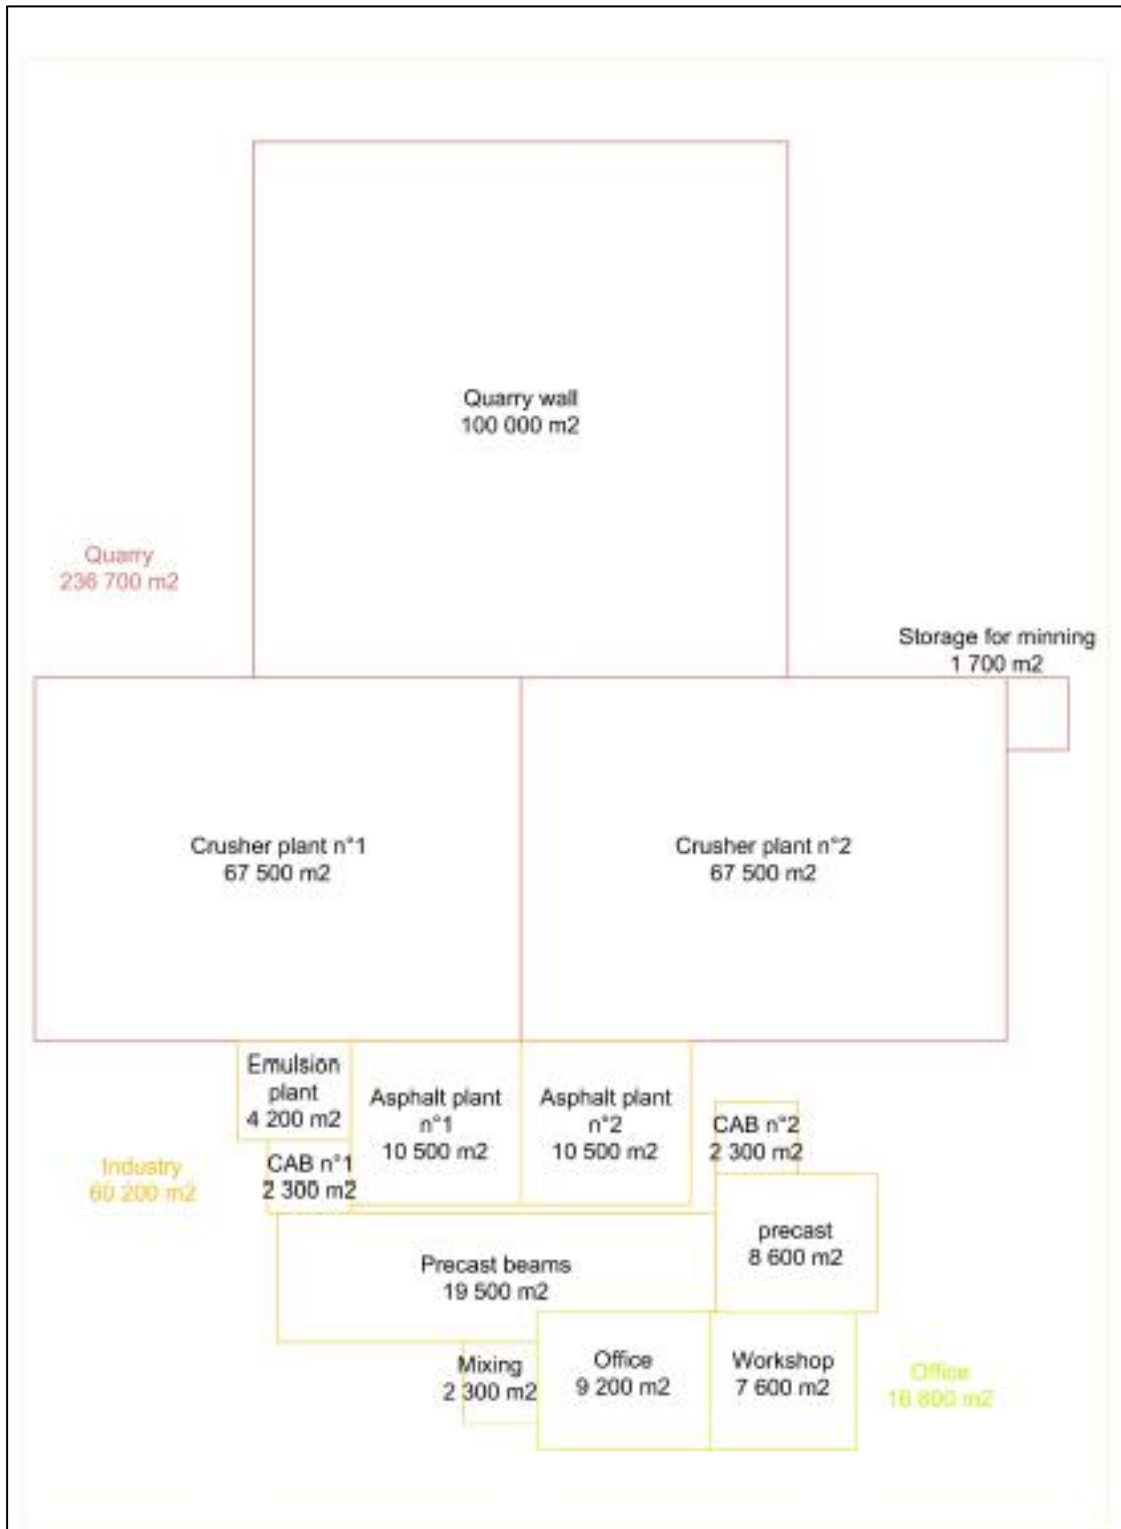 Quarry wall
100 000 m2
Quarry
236 700 m2
Storage for minning
1 700 m2
Crusher plant n°1
67 500 m2
Crusher plant n°2
67 500 m2
Emulsion
plant
4 200 m2
Asphalt plant
n°1
10 500 m2
Asphalt plant
n°2
10 500 m2
CAB n°2
2 300 m2
Industry
60 200 m2
CAB n°1
2 300 m2
precast
8 600 m2
Precast beams
19 500 m2
Mixing
2 300 m2
Office
9 200 m2
Workshop
7 600 m2
Office
16 800 m2